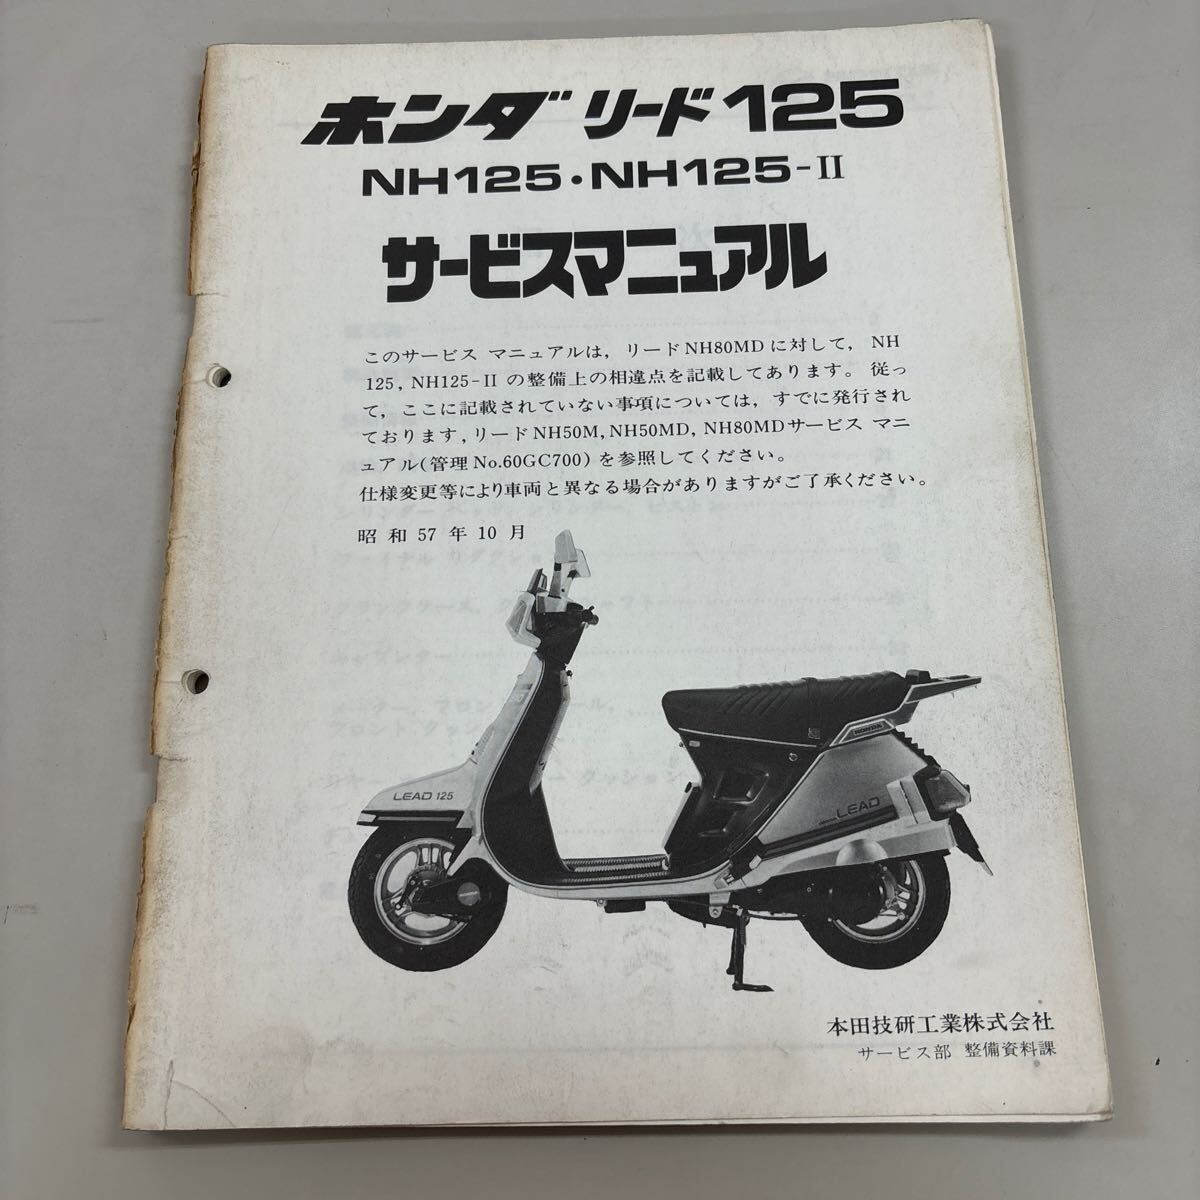 ホンダ リード125
NH125・NH125-II
サービスマニュアル
このサービス マニュアルは，リードNH80MDに対して，NH
125，NH125-IIの整備上の相違点を記載してあります。従っ
て，ここに記載されていない事項については，すでに発行され
ております，リードNH50M，NH50MD，NH80MDサービス マニ
ュアル(管理No.60GC700)を参照してください。
仕様変更等により車両と異なる場合がありますがご了承ください。
昭和57年10月
HONDA
LEAD 125
LEAD
本田技研工業株式会社
サービス部 整備資料課